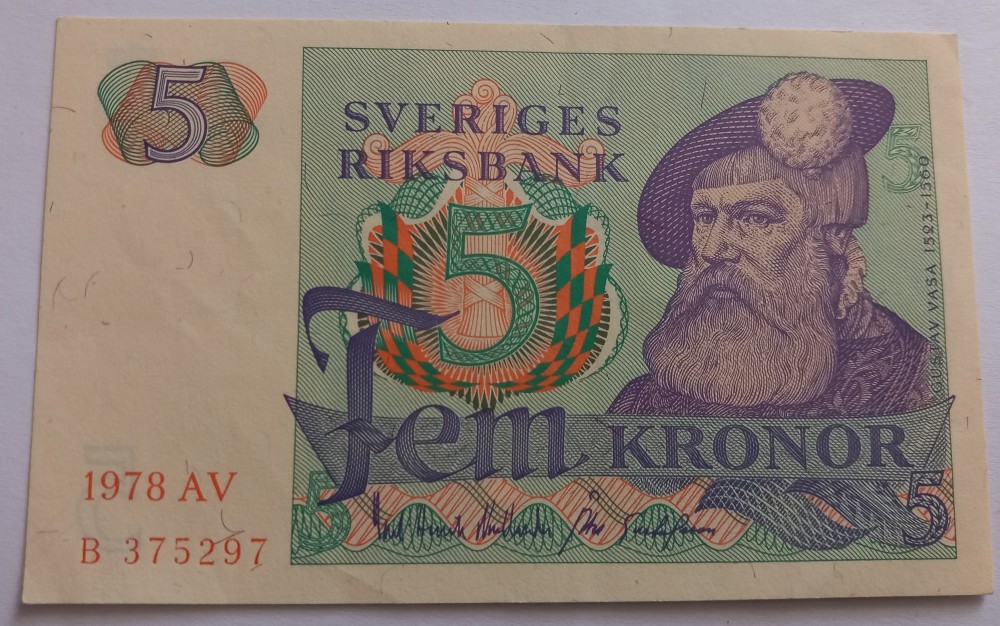 5
SVERIGES
RIKSBANK
5
5
GUSTAV VASA 1523–1560
Fem KRONOR
1978 AV
B 375297
5
5